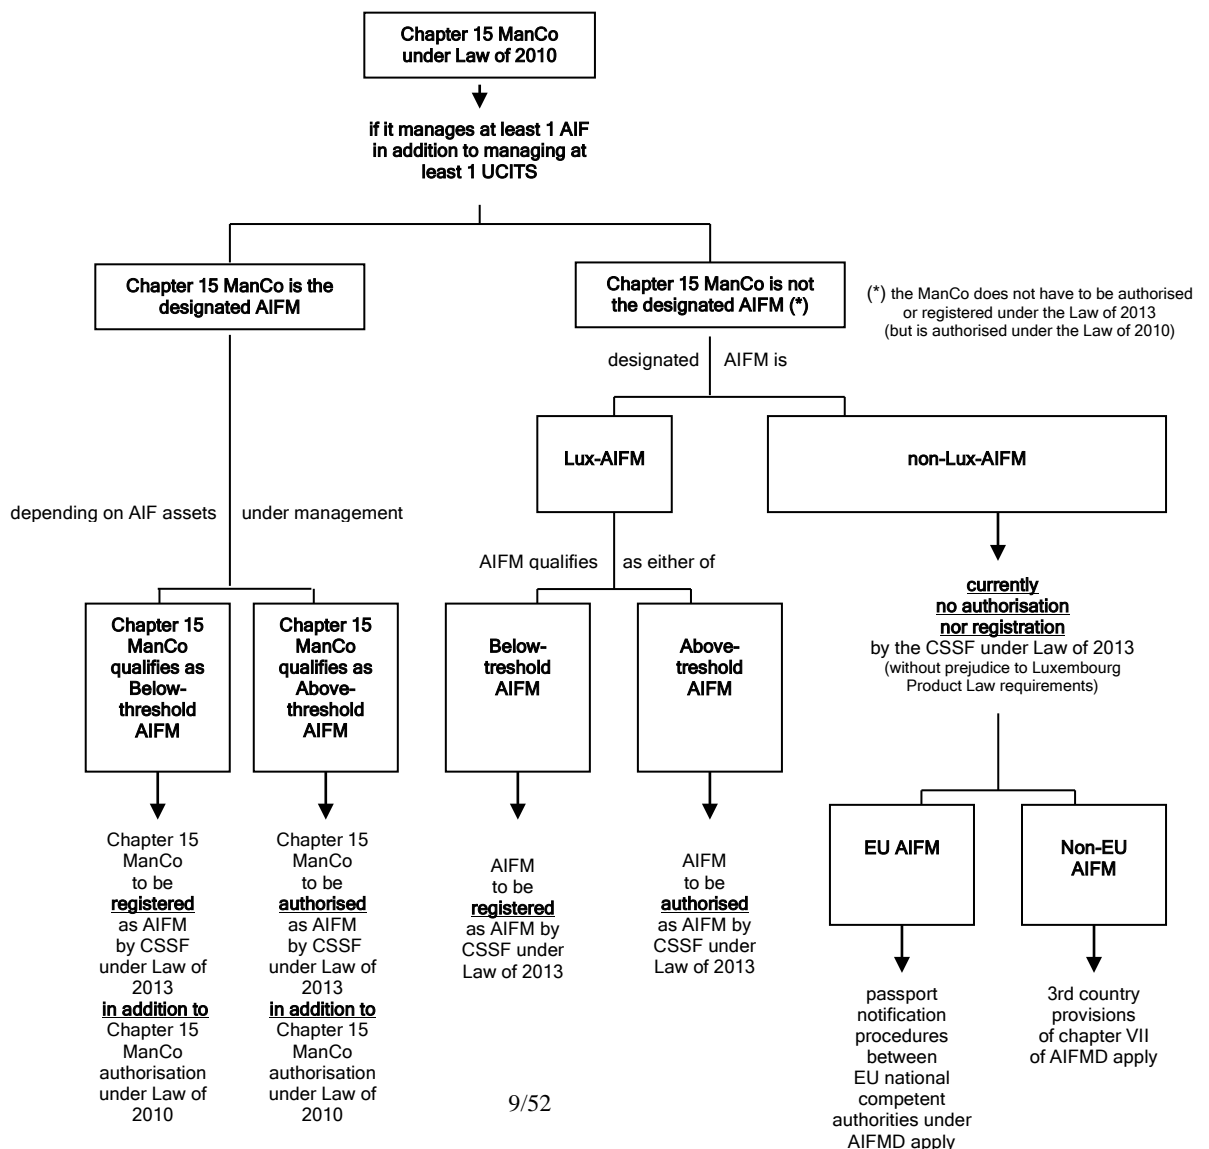 Chapter 15 ManCo
under Law of 2010
if it manages at least 1 AIF
in addition to managing at
least 1 UCITS
Chapter 15 ManCo is the
designated AIFM
Chapter 15 ManCo is not
the designated AIFM (*)
(*) the ManCo does not have to be authorised
or registered under the Law of 2013
(but is authorised under the Law of 2010)
designated AIFM is
Lux-AIFM
non-Lux-AIFM
depending on AIF assets under management
AIFM qualifies as either of
currently
no authorisation
nor registration
by the CSSF under Law of 2013
(without prejudice to Luxembourg
Product Law requirements)
Chapter 15
ManCo
qualifies as
Below-
threshold
AIFM
Chapter 15
ManCo
qualifies as
Above-
threshold
AIFM
Below-
treshold
AIFM
Above-
treshold
AIFM
EU AIFM
Non-EU
AIFM
Chapter 15
ManCo
to be
registered
as AIFM
by CSSF
under Law of
2013
in addition to
Chapter 15
ManCo
authorisation
under Law of
2010
Chapter 15
ManCo
to be
authorised
as AIFM
by CSSF
under Law of
2013
in addition to
Chapter 15
ManCo
authorisation
under Law of
2010
AIFM
to be
registered
as AIFM by
CSSF under
Law of 2013
AIFM
to be
authorised
as AIFM by
CSSF under
Law of 2013
passport
notification
procedures
between
EU national
competent
authorities under
AIFMD apply
3rd country
provisions
of chapter VII
of AIFMD apply
9/52